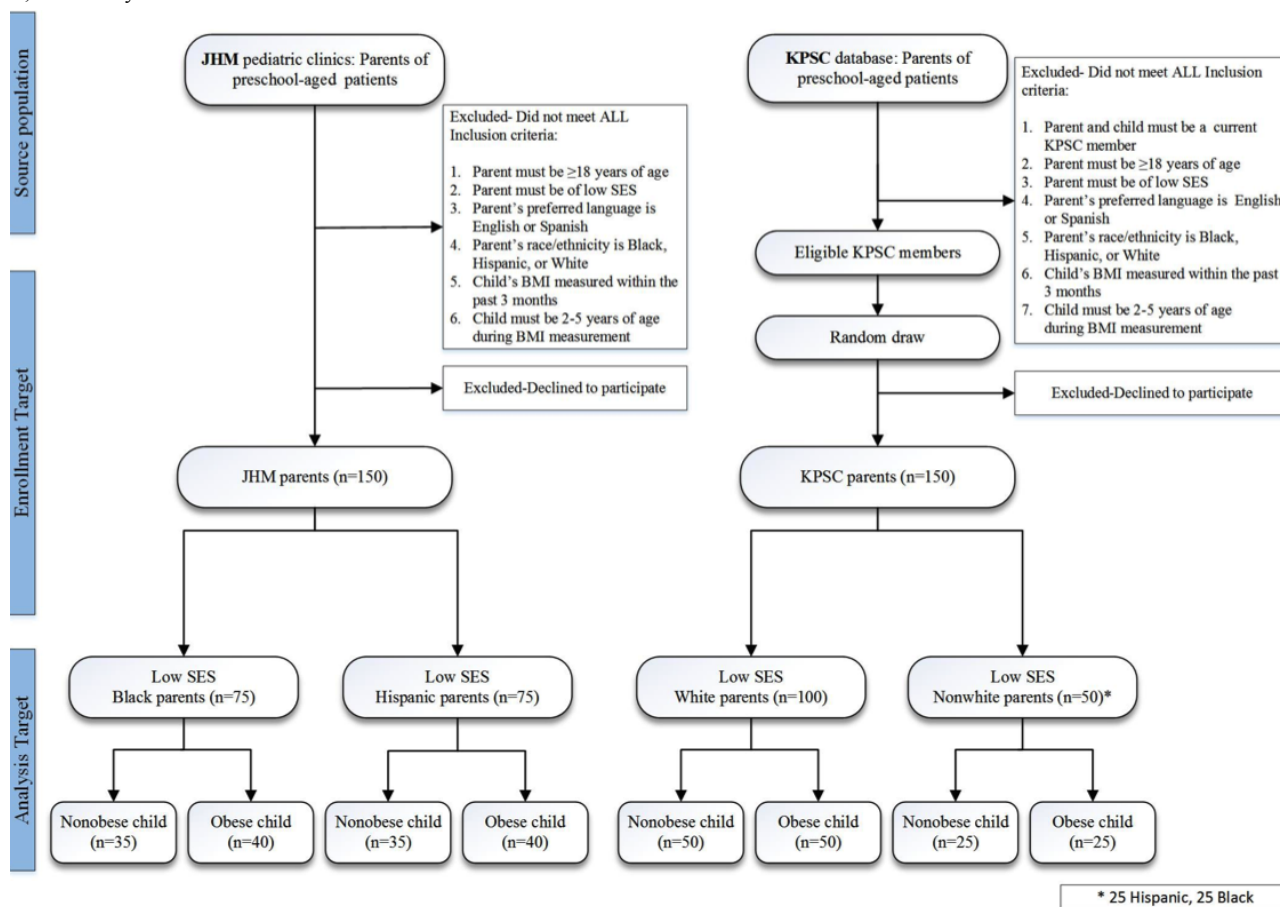 Source population
JHM pediatric clinics: Parents of
preschool-aged patients
Excluded- Did not meet ALL
Inclusion criteria:
1. Parent must be ≥18 years of age
2. Parent must be of low SES
3. Parent's preferred language is
English or Spanish
4. Parent's race/ethnicity is Black,
Hispanic, or White
5. Child's BMI measured within the
past 3 months
6. Child must be 2-5 years of age
during BMI measurement
KPSC database: Parents of
preschool-aged patients
Excluded- Did not meet ALL Inclusion
criteria:
1. Parent and child must be a current
KPSC member
2. Parent must be ≥18 years of age
3. Parent must be of low SES
4. Parent's preferred language is English
or Spanish
5. Parent's race/ethnicity is Black,
Hispanic, or White
6. Child's BMI measured within the past
3 months
7. Child must be 2-5 years of age
during BMI measurement
Eligible KPSC members
Random draw
Enrollment Target
Excluded-Declined to participate
Excluded-Declined to participate
JHM parents (n=150)
KPSC parents (n=150)
Analysis Target
Low SES
Black parents (n=75)
Low SES
Hispanic parents (n=75)
Low SES
White parents (n=100)
Low SES
Nonwhite parents (n=50)*
Nonobese child
(n=35)
Obese child
(n=40)
Nonobese child
(n=35)
Obese child
(n=40)
Nonobese child
(n=50)
Obese child
(n=50)
Nonobese child
(n=25)
Obese child
(n=25)
* 25 Hispanic, 25 Black